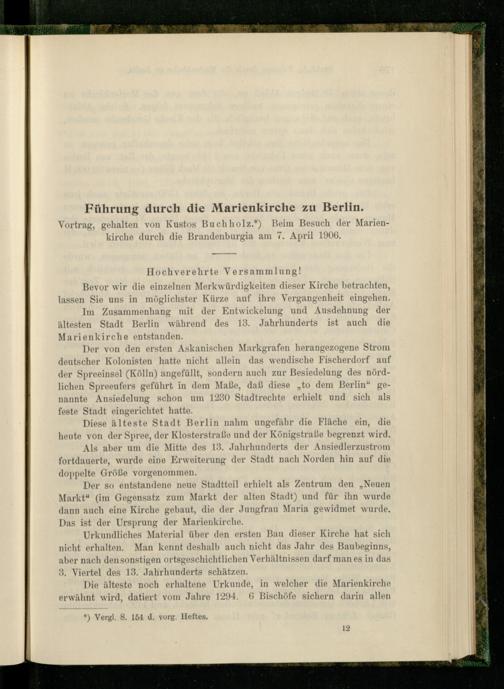 Führung durch die Marienkirche zu Berlin.
Vortrag, gehalten von Kustos Buchholz.*) Beim Besuch der Marien-
kirche durch die Brandenburgia am 7. April 1906.
Hochverehrte Versammlung!
Bevor wir die einzelnen Merkwürdigkeiten dieser Kirche betrachten,
lassen Sie uns in möglichster Kürze auf ihre Vergangenheit eingehen.
Im Zusammenhang mit der Entwickelung und Ausdehnung der
ältesten Stadt Berlin während des 13. Jahrhunderts ist auch die
Marienkirche entstanden.
Der von den ersten Askanischen Markgrafen herangezogene Strom
deutscher Kolonisten hatte nicht allein das wendische Fischerdorf auf
der Spreeinsel (Kölln) angefüllt, sondern auch zur Besiedelung des nörd-
lichen Spreeufers geführt in dem Maße, daß diese „to dem Berlin“ ge-
nannte Ansiedelung schon um 1230 Stadtrechte erhielt und sich als
feste Stadt eingerichtet hatte.
Diese älteste Stadt Berlin nahm ungefähr die Fläche ein, die
heute von der Spree, der Klosterstraße und der Königstraße begrenzt wird.
Als aber um die Mitte des 13. Jahrhunderts der Ansiedlerzustrom
fortdauerte, wurde eine Erweiterung der Stadt nach Norden hin auf die
doppelte Größe vorgenommen.
Der so entstandene neue Stadtteil erhielt als Zentrum den „Neuen
Markt“ (im Gegensatz zum Markt der alten Stadt) und für ihn wurde
dann auch eine Kirche gebaut, die der Jungfrau Maria gewidmet wurde.
Das ist der Ursprung der Marienkirche.
Urkundliches Material über den ersten Bau dieser Kirche hat sich
nicht erhalten. Man kennt deshalb auch nicht das Jahr des Baubeginns,
aber nach den sonstigen ortsgeschichtlichen Verhältnissen darf man es in das
3. Viertel des 13. Jahrhunderts schätzen.
Die älteste noch erhaltene Urkunde, in welcher die Marienkirche
erwähnt wird, datiert vom Jahre 1294. 6 Bischöfe sichern darin allen
*) Vergl. S. 154 d. vorg. Heftes.
12